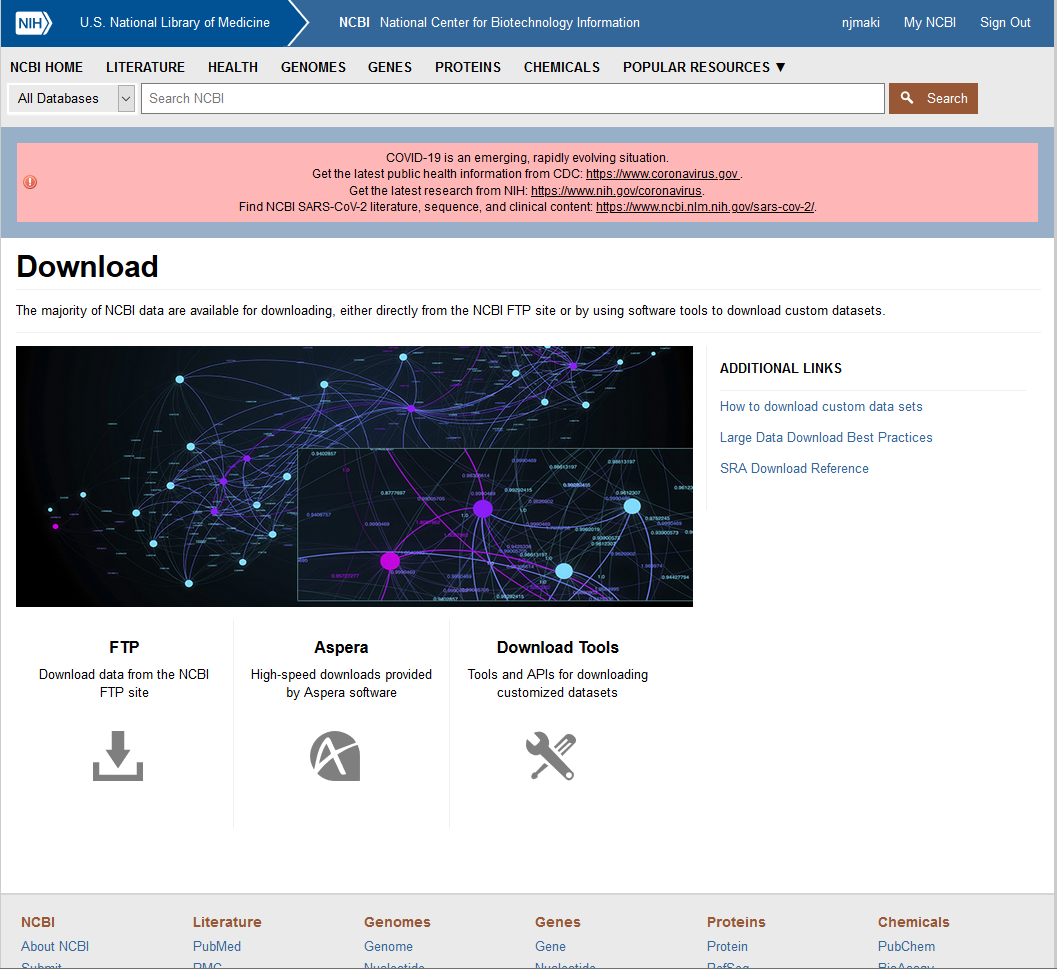 NIH U.S. National Library of Medicine NCBI National Center for Biotechnology Information njmaki My NCBI Sign Out
NCBI HOME LITERATURE HEALTH GENOMES GENES PROTEINS CHEMICALS POPULAR RESOURCES ▼
All Databases Search NCBI Search
COVID-19 is an emerging, rapidly evolving situation.
Get the latest public health information from CDC: https://www.coronavirus.gov .
Get the latest research from NIH: https://www.nih.gov/coronavirus.
Find NCBI SARS-CoV-2 literature, sequence, and clinical content: https://www.ncbi.nlm.nih.gov/sars-cov-2/.
Download
The majority of NCBI data are available for downloading, either directly from the NCBI FTP site or by using software tools to download custom datasets.
ADDITIONAL LINKS
How to download custom data sets
Large Data Download Best Practices
SRA Download Reference
FTP
Download data from the NCBI
FTP site
Aspera
High-speed downloads provided
by Aspera software
Download Tools
Tools and APIs for downloading
customized datasets
NCBI Literature Genomes Genes Proteins Chemicals
About NCBI PubMed Genome Gene Protein PubChem
Submit PMC Nucleotide Nucleotide RefSeq BioAssay